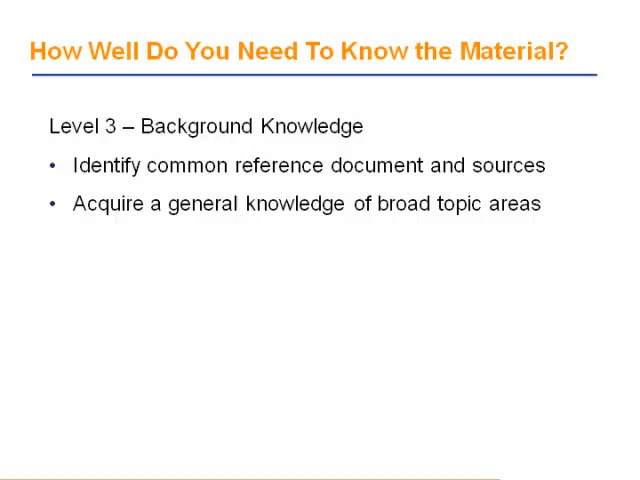 How Well Do You Need To Know the Material?
Level 3 – Background Knowledge
• Identify common reference document and sources
• Acquire a general knowledge of broad topic areas